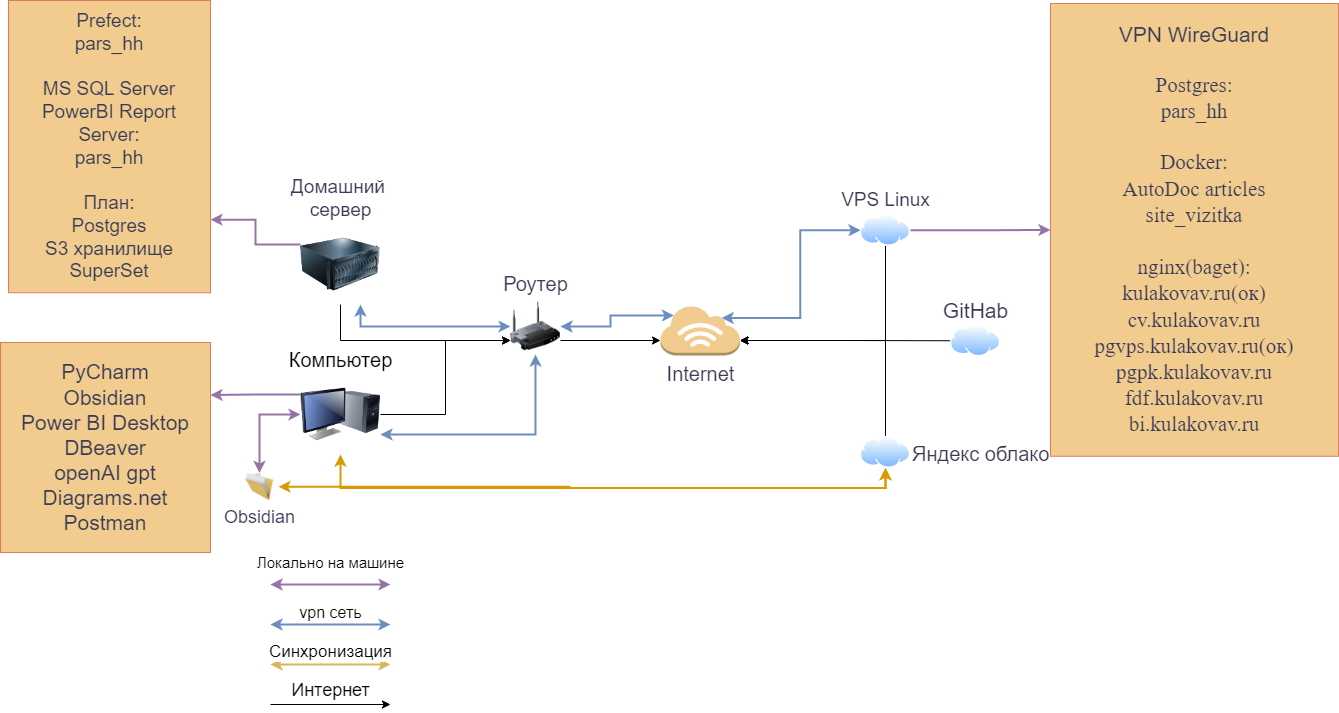 Prefect:
pars_hh
MS SQL Server
PowerBI Report
Server:
pars_hh
План:
Postgres
S3 хранилище
SuperSet
PyCharm
Obsidian
Power BI Desktop
DBeaver
openAI gpt
Diagrams.net
Postman
Домашний
сервер
Компьютер
Obsidian
Роутер
Internet
VPS Linux
GitHab
Яндекс облако
VPN WireGuard
Postgres:
pars_hh
Docker:
AutoDoc articles
site_vizitka
nginx(baget):
kulakovav.ru(ок)
cv.kulakovav.ru
pgvps.kulakovav.ru(ок)
pgpk.kulakovav.ru
fdf.kulakovav.ru
bi.kulakovav.ru
Локально на машине
vpn сеть
Синхронизация
Интернет